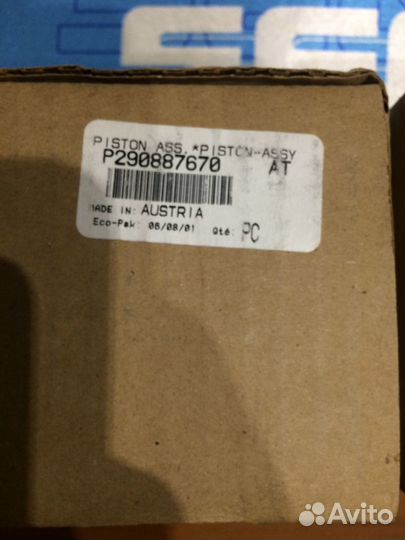 PISTON ASS.*PISTON-ASSY
P290887670 AT
MADE IN: AUSTRIA
Eco-Pak: 06/08/01 Qté: PC
Avito